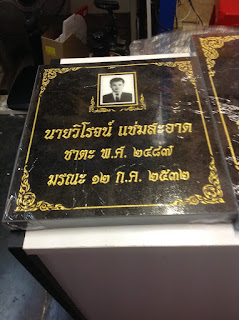 นายวิโรจน์ แช่มสะอาด
ชาตะ พ.ศ. ๒๔๘๗
มรณะ ๑๒ ก.ค. ๒๕๓๒